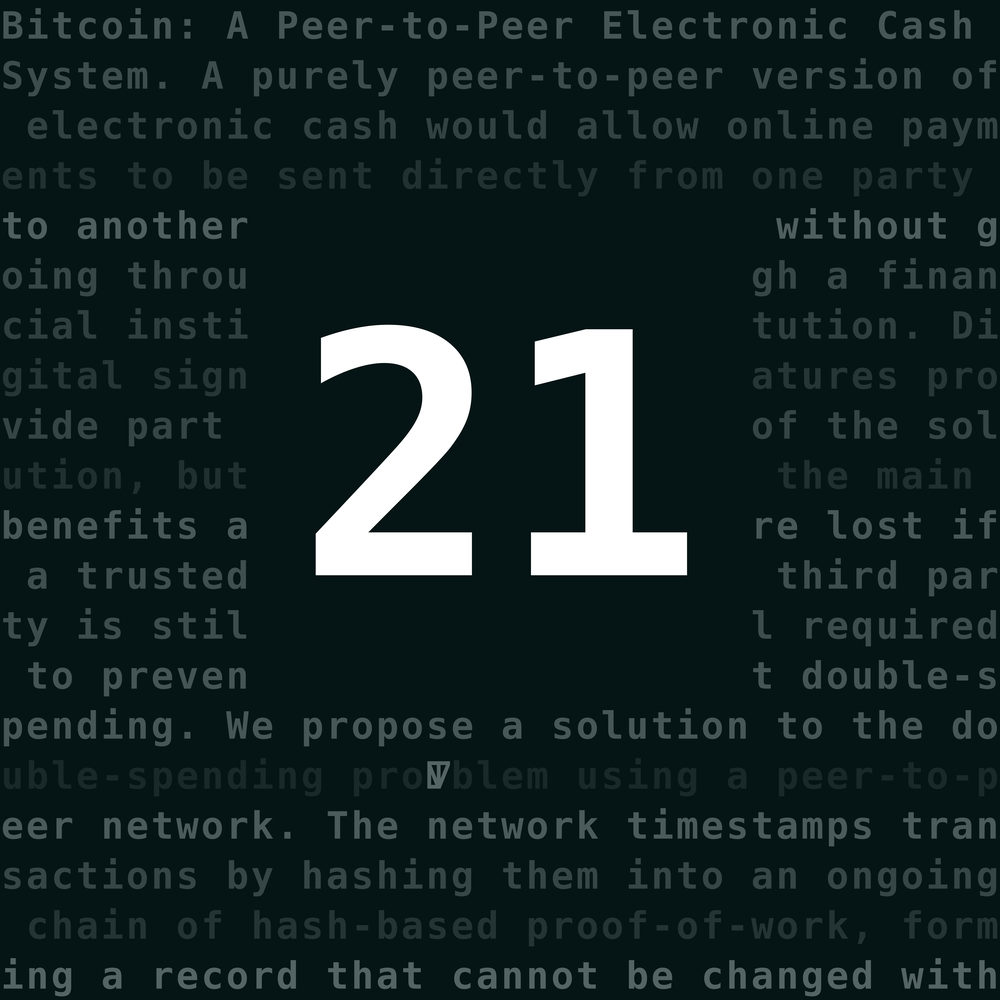 Bitcoin: A Peer-to-Peer Electronic Cash
System. A purely peer-to-peer version of
electronic cash would allow online paym
ents to be sent directly from one party
to another without g
oing throu gh a finan
cial insti tution. Di
gital sign atures pro
vide part of the sol
ution, but the main
benefits a re lost if
a trusted third par
ty is stil l required
to preven t double-s
21
pending. We propose a solution to the do
uble-spending problem using a peer-to-p
eer network. The network timestamps tran
sactions by hashing them into an ongoing
chain of hash-based proof-of-work, form
ing a record that cannot be changed with